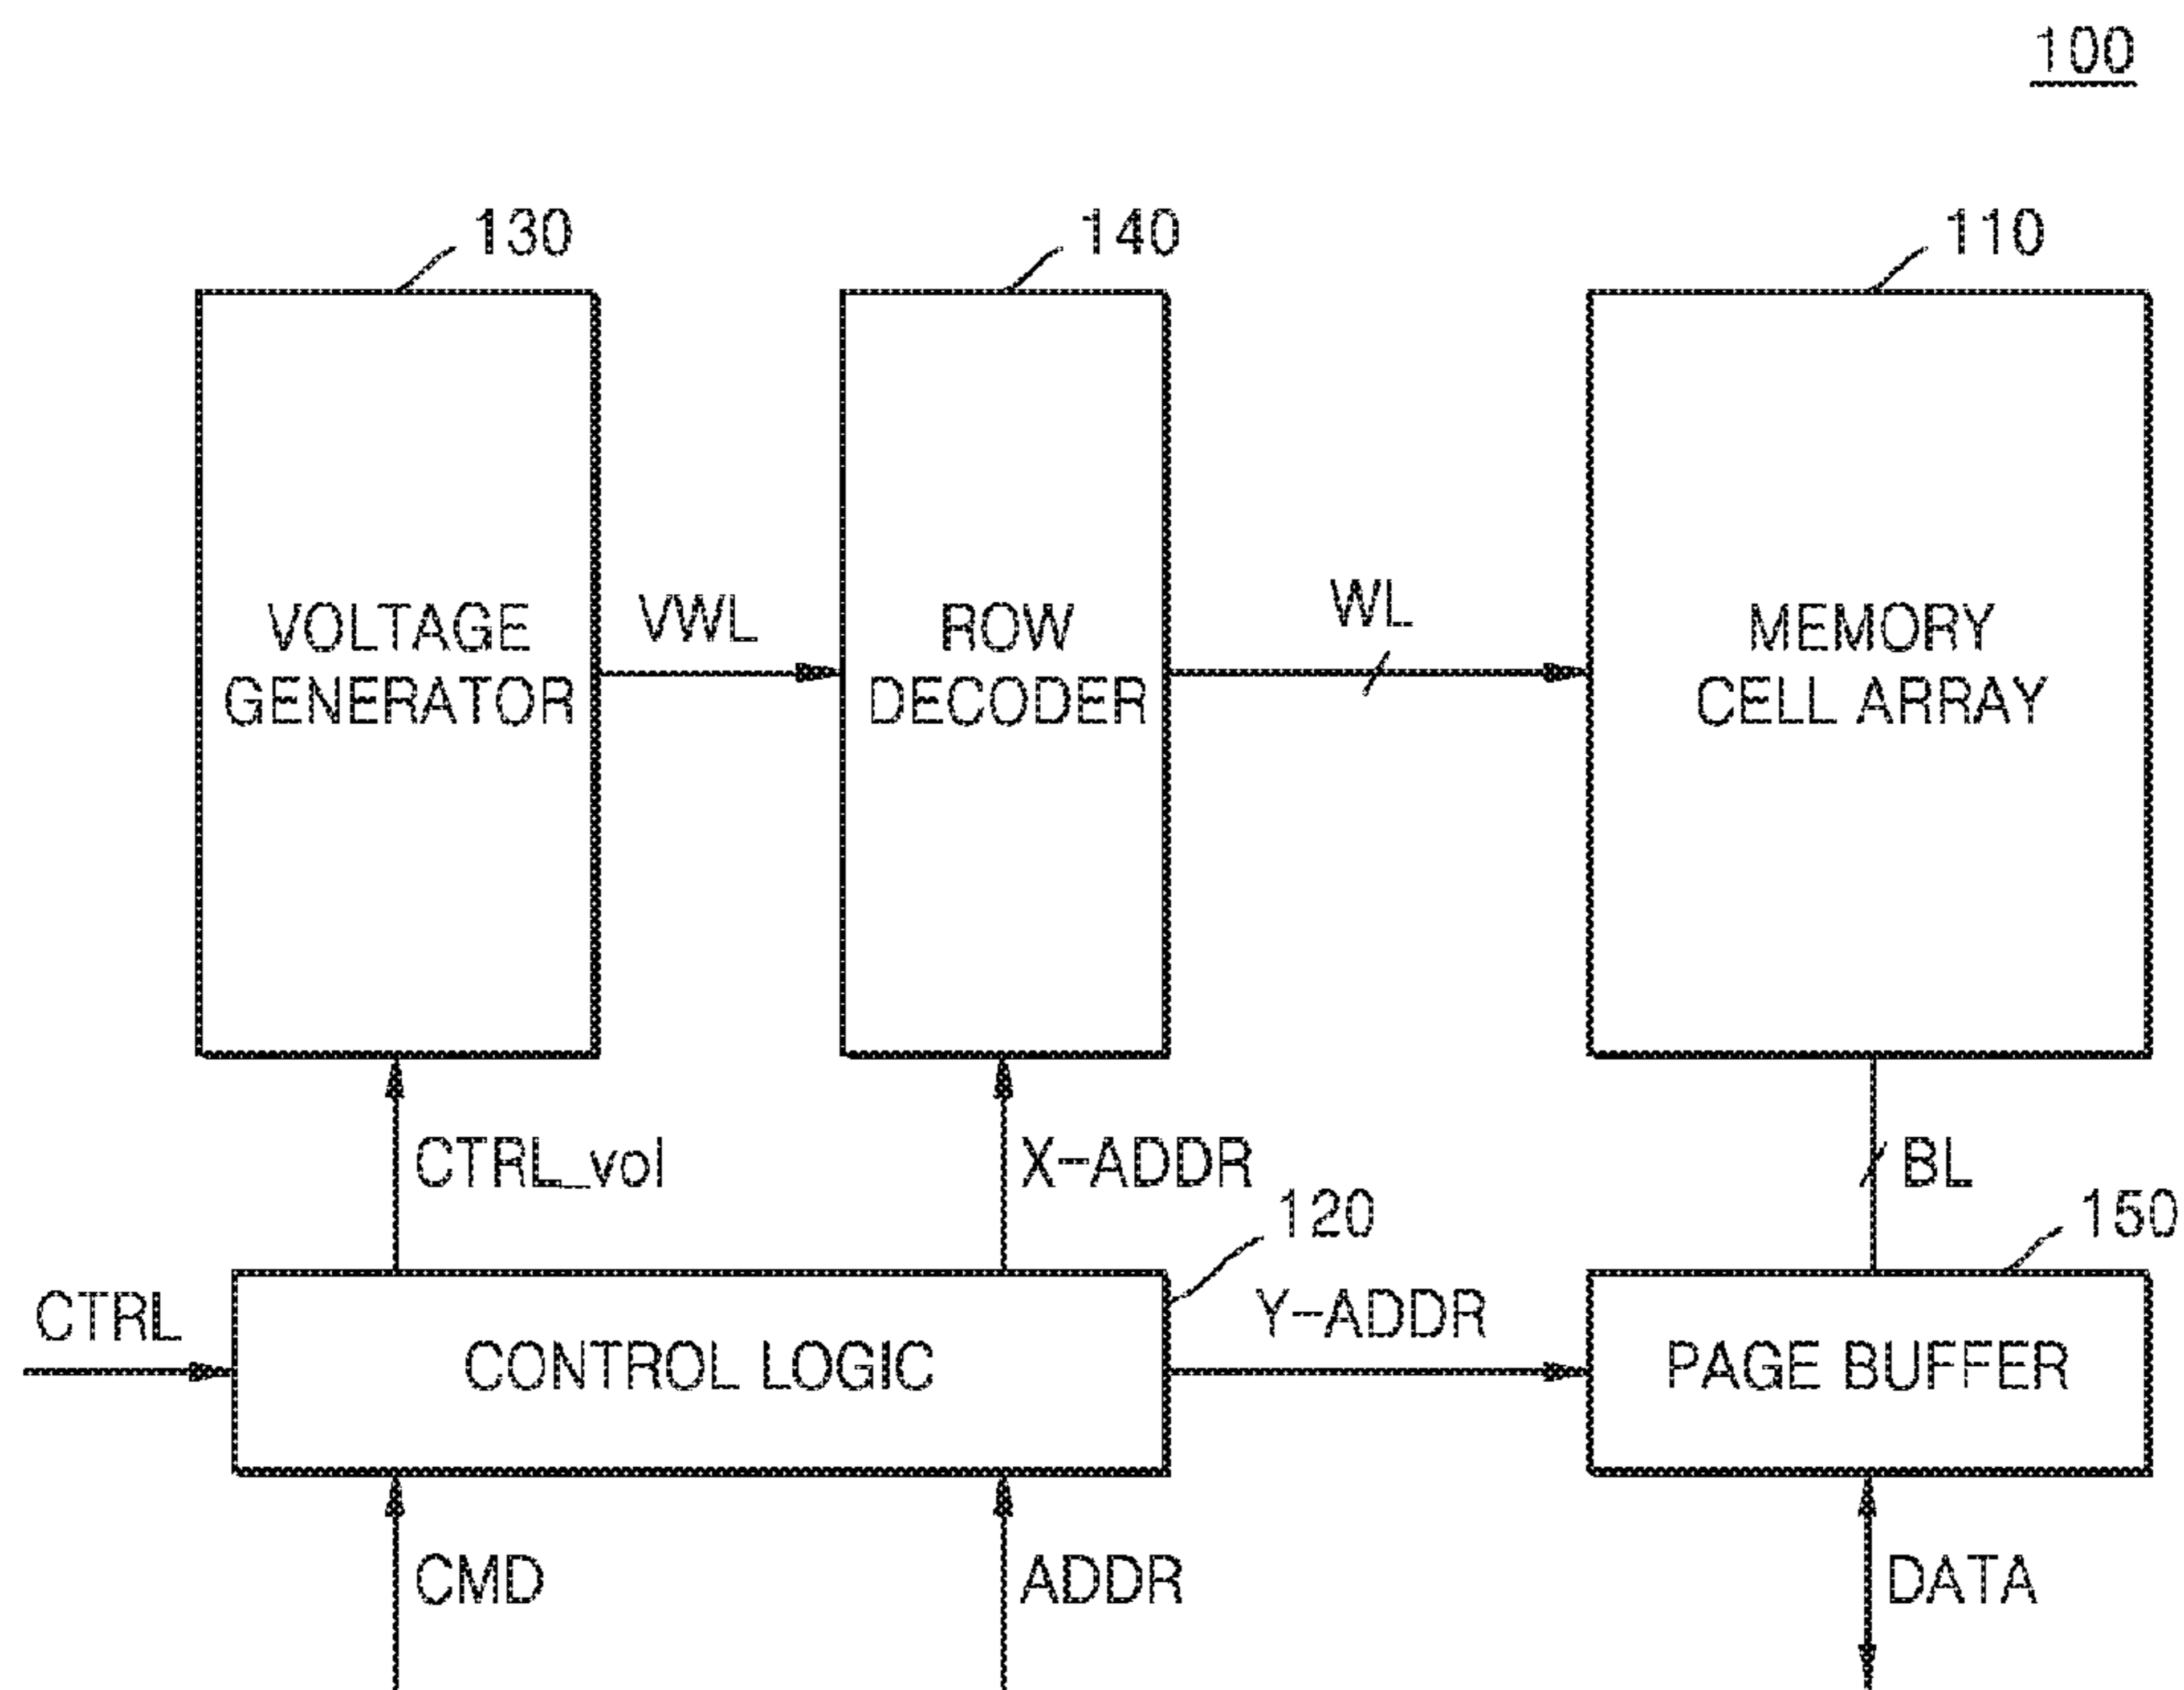 100
130
140
110
VOLTAGE
GENERATOR
VWL
ROW
DECODER
WL
MEMORY
CELL ARRAY
CTRL_vol
X-ADDR
BL
120
150
CTRL
CONTROL LOGIC
Y-ADDR
PAGE BUFFER
CMD
ADDR
DATA